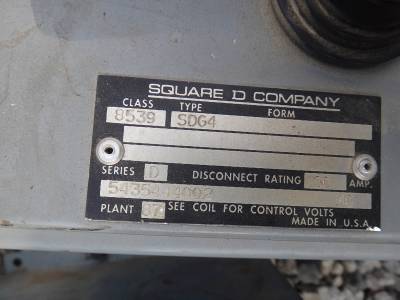 SQUARE D COMPANY
CLASS TYPE FORM
8539 SDG4
SERIES D DISCONNECT RATING AMP.
PLANT 87 SEE COIL FOR CONTROL VOLTS
MADE IN U.S.A.